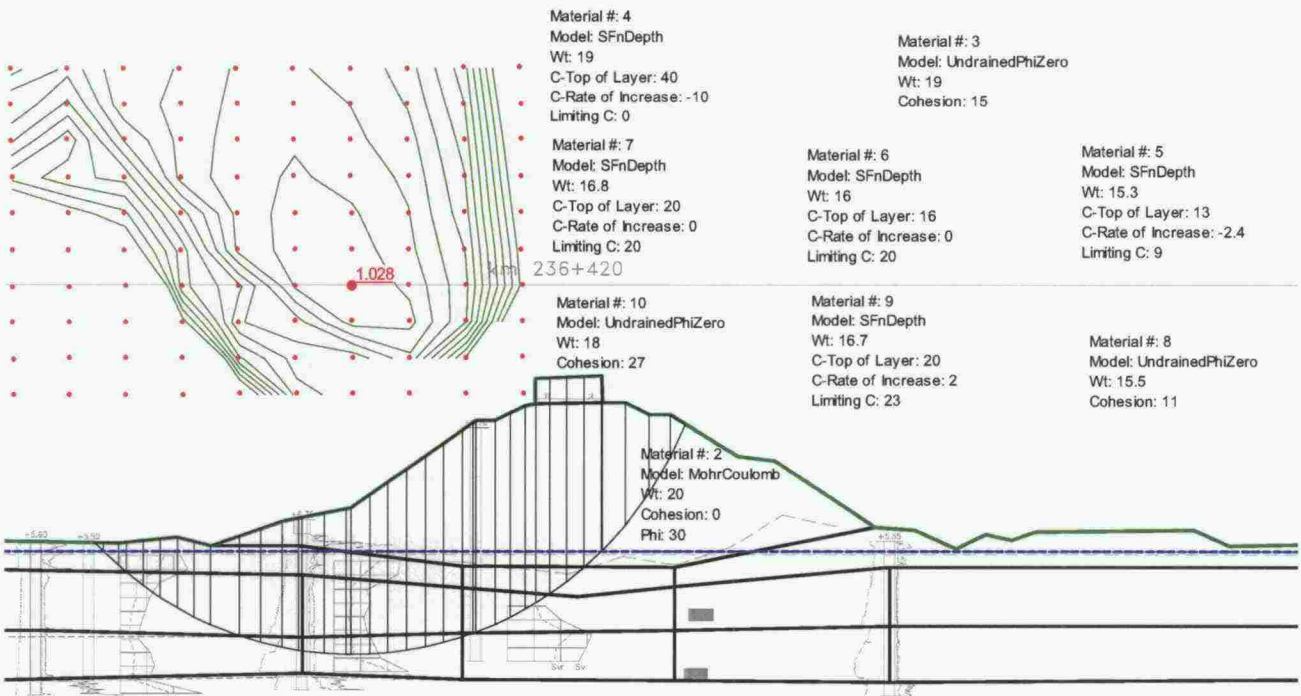 Material #: 4
Model: SFnDepth
Wt: 19
C-Top of Layer: 40
C-Rate of Increase: -10
Limiting C: 0
Material #: 3
Model: UndrainedPhiZero
Wt: 19
Cohesion: 15
Material #: 7
Model: SFnDepth
Wt: 16.8
C-Top of Layer: 20
C-Rate of Increase: 0
Limiting C: 20
Material #: 6
Model: SFnDepth
Wt: 16
C-Top of Layer: 16
C-Rate of Increase: 0
Limiting C: 20
Material #: 5
Model: SFnDepth
Wt: 15.3
C-Top of Layer: 13
C-Rate of Increase: -2.4
Limiting C: 9
km 236+420
1.028
Material #: 10
Model: UndrainedPhiZero
Wt: 18
Cohesion: 27
Material #: 9
Model: SFnDepth
Wt: 16.7
C-Top of Layer: 20
C-Rate of Increase: 2
Limiting C: 23
Material #: 8
Model: UndrainedPhiZero
Wt: 15.5
Cohesion: 11
Material #: 2
Model: MohrCoulomb
Wt: 20
Cohesion: 0
Phi: 30
+5.60
+5.50
Svr Sv